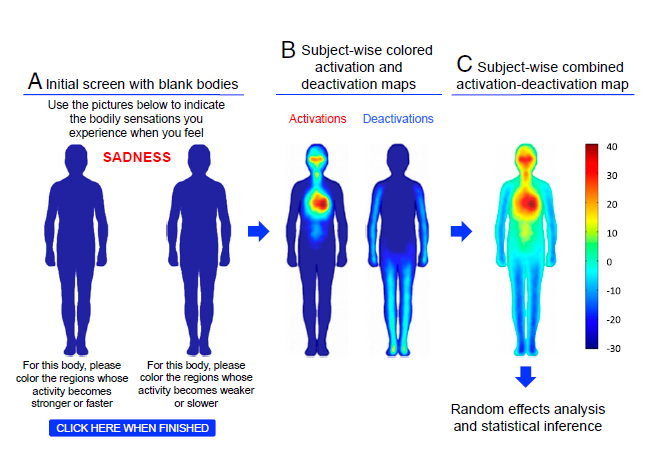 A Initial screen with blank bodies
Use the pictures below to indicate
the bodily sensations you
experience when you feel
SADNESS
For this body, please
color the regions whose
activity becomes
stronger or faster
For this body, please
color the regions whose
activity becomes weaker
or slower
CLICK HERE WHEN FINISHED
B Subject-wise colored
activation and
deactivation maps
Activations
Deactivations
C Subject-wise combined
activation-deactivation map
40
30
20
10
0
-10
-20
-30
Random effects analysis
and statistical inference